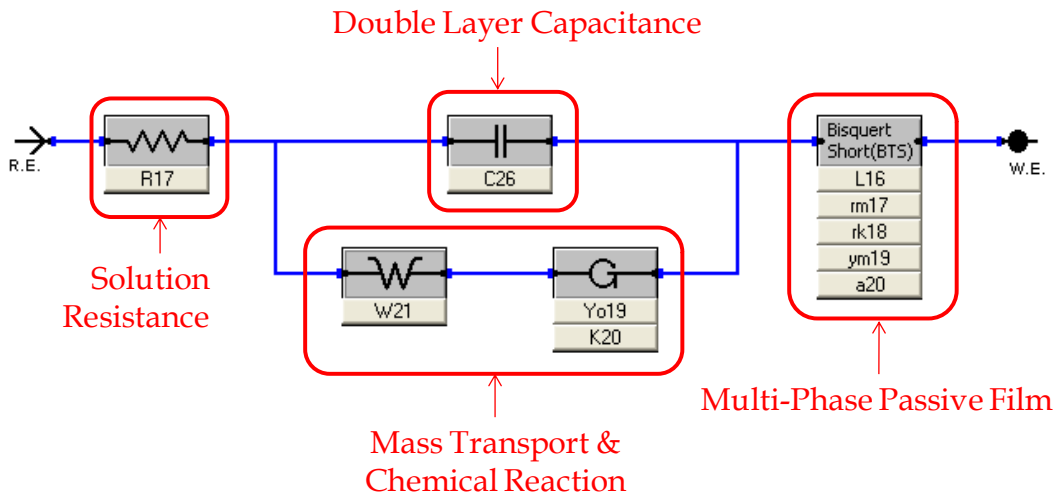 Double Layer Capacitance
R.E.
R17
Solution
Resistance
C26
W
W21
G
Yo19
K20
Mass Transport &
Chemical Reaction
Bisquert
Short(BTS)
L16
rm17
rk18
ym19
a20
W.E.
Multi-Phase Passive Film